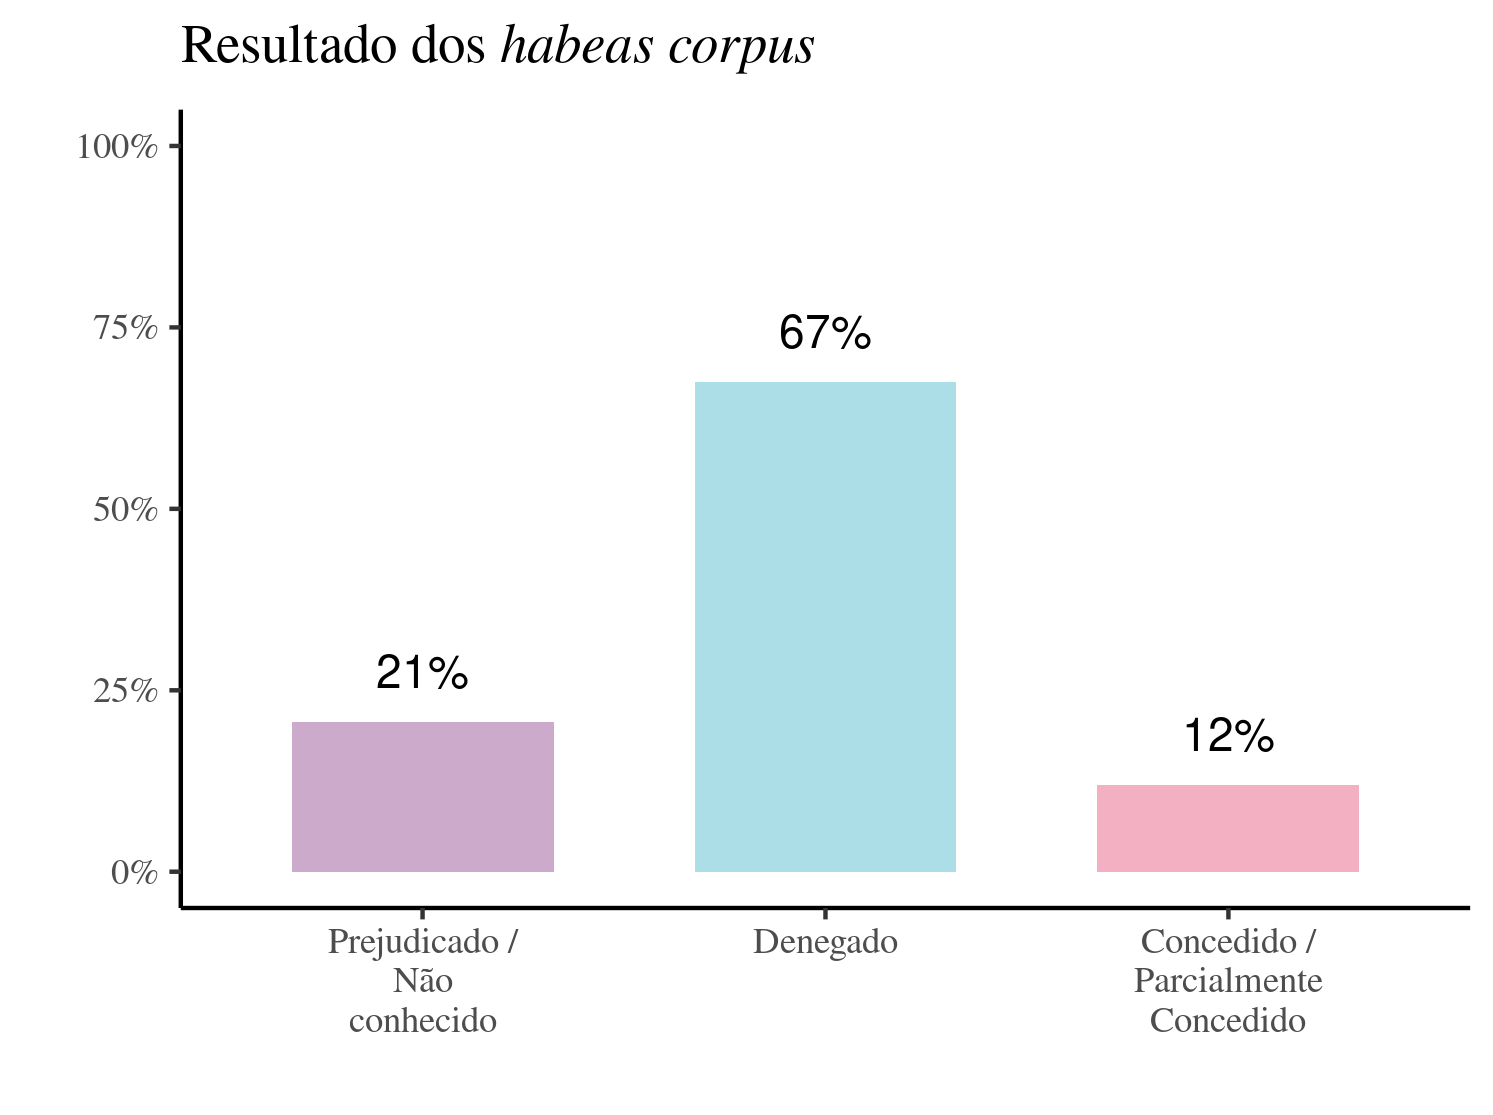 Resultado dos habeas corpus
100%
75%
50%
25%
0%
21%
67%
12%
Prejudicado /
Não
conhecido
Denegado
Concedido /
Parcialmente
Concedido